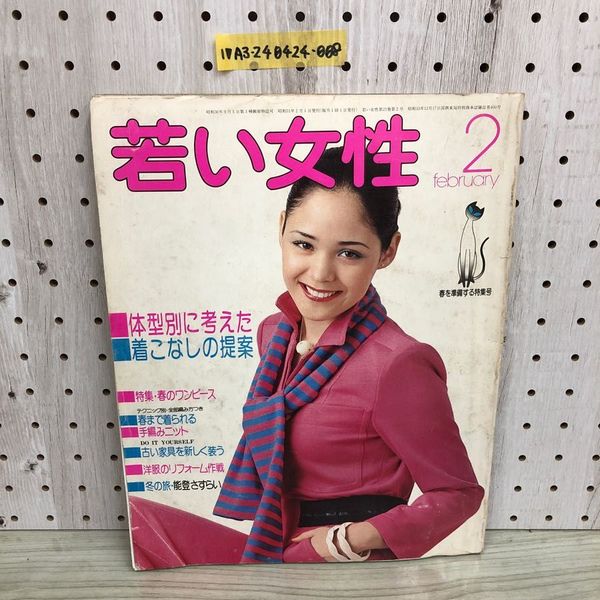 11A3-240424-008
若い女性
2
february
春を準備する特集号
体型別に考えた
着こなしの提案
特集・春のワンピース
テクニック別・全部編み方つき
春まで着られる
手編みニット
DO IT YOURSELF
古い家具を新しく装う
洋服のリフォーム作戦
冬の旅・能登さすらい